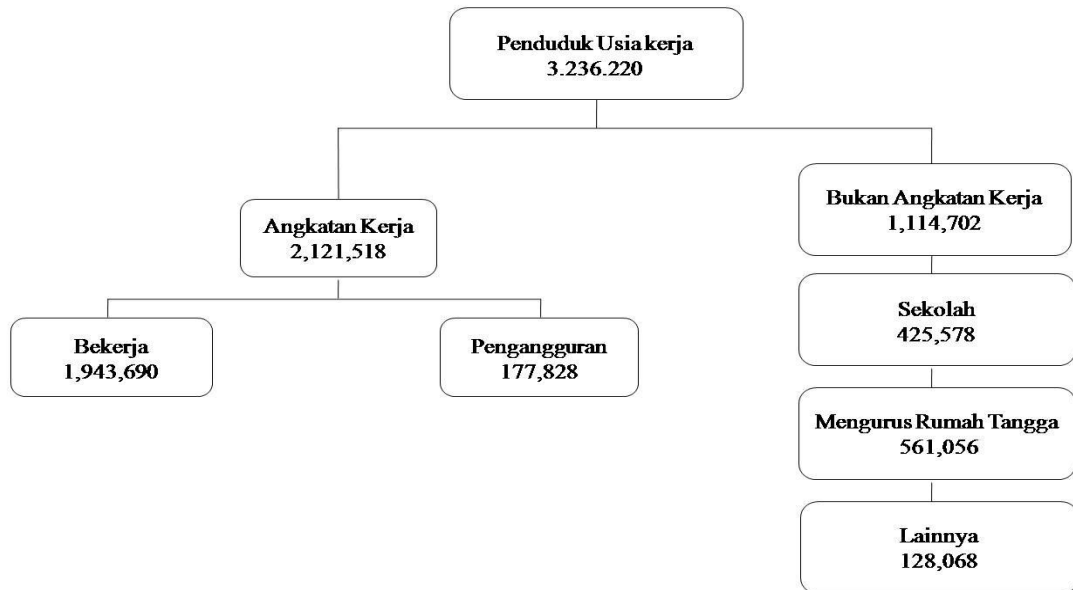 Penduduk Usia kerja
3.236.220
Angkatan Kerja
2,121,518
Bukan Angkatan Kerja
1,114,702
Bekerja
1,943,690
Pengangguran
177,828
Sekolah
425,578
Mengurus Rumah Tangga
561,056
Lainnya
128,068